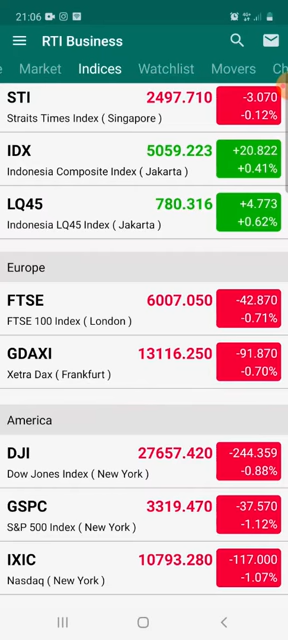 21:06
RTI Business
Market Indices Watchlist Movers
STI 2497.710 -3.070
Straits Times Index ( Singapore ) -0.12%
IDX 5059.223 +20.822
Indonesia Composite Index ( Jakarta ) +0.41%
LQ45 780.316 +4.773
Indonesia LQ45 Index ( Jakarta ) +0.62%
Europe
FTSE 6007.050 -42.870
FTSE 100 Index ( London ) -0.71%
GDAXI 13116.250 -91.870
Xetra Dax ( Frankfurt ) -0.70%
America
DJI 27657.420 -244.359
Dow Jones Index ( New York ) -0.88%
GSPC 3319.470 -37.570
S&P 500 Index ( New York ) -1.12%
IXIC 10793.280 -117.000
Nasdaq ( New York ) -1.07%